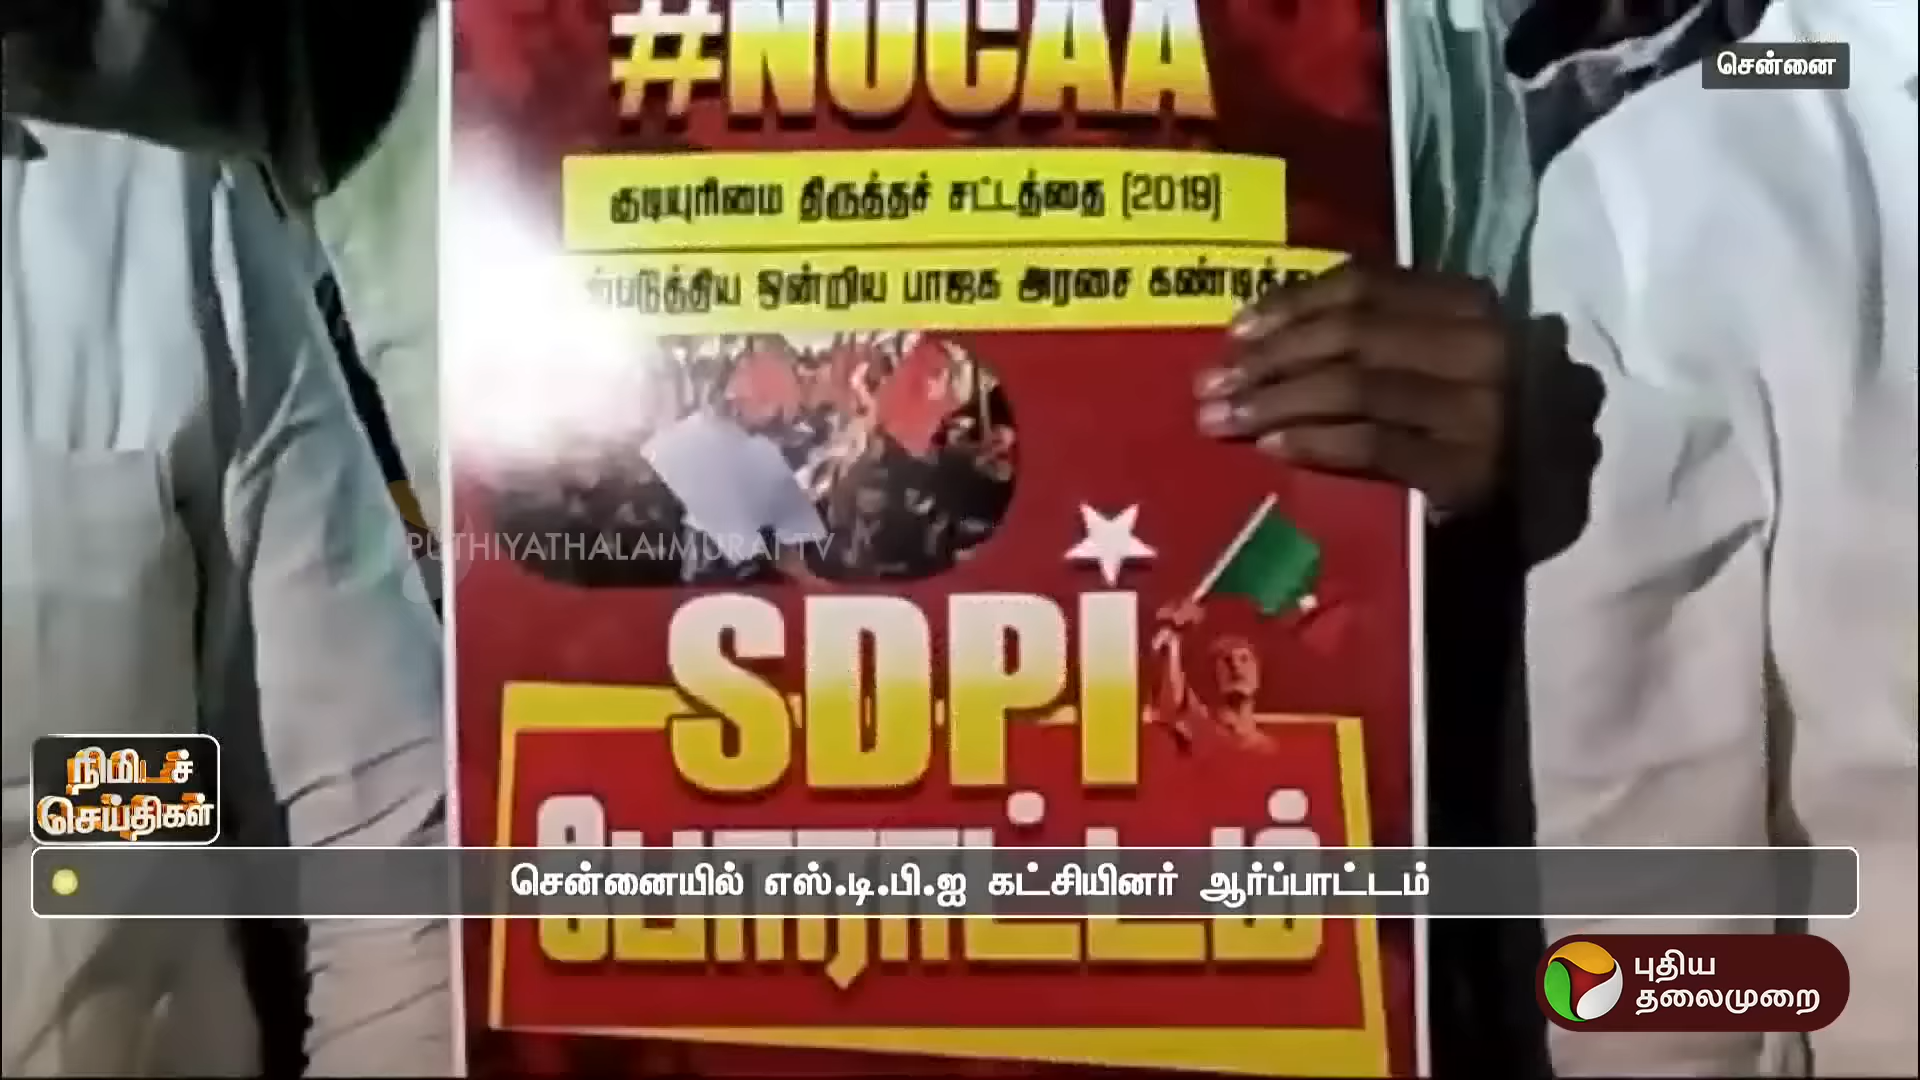 #NOCAA
சென்னை
குடியுரிமை திருத்தச் சட்டத்தை (2019)
ஒன்றிய பாஜக அரசை
PUTHIYATHALAIMURAI TV
SDPI
போராட்டம்
நிமிடச்
செய்திகள்
சென்னையில் எஸ்.டி.பி.ஐ கட்சியினர் ஆர்ப்பாட்டம்
புதிய
தலைமுறை